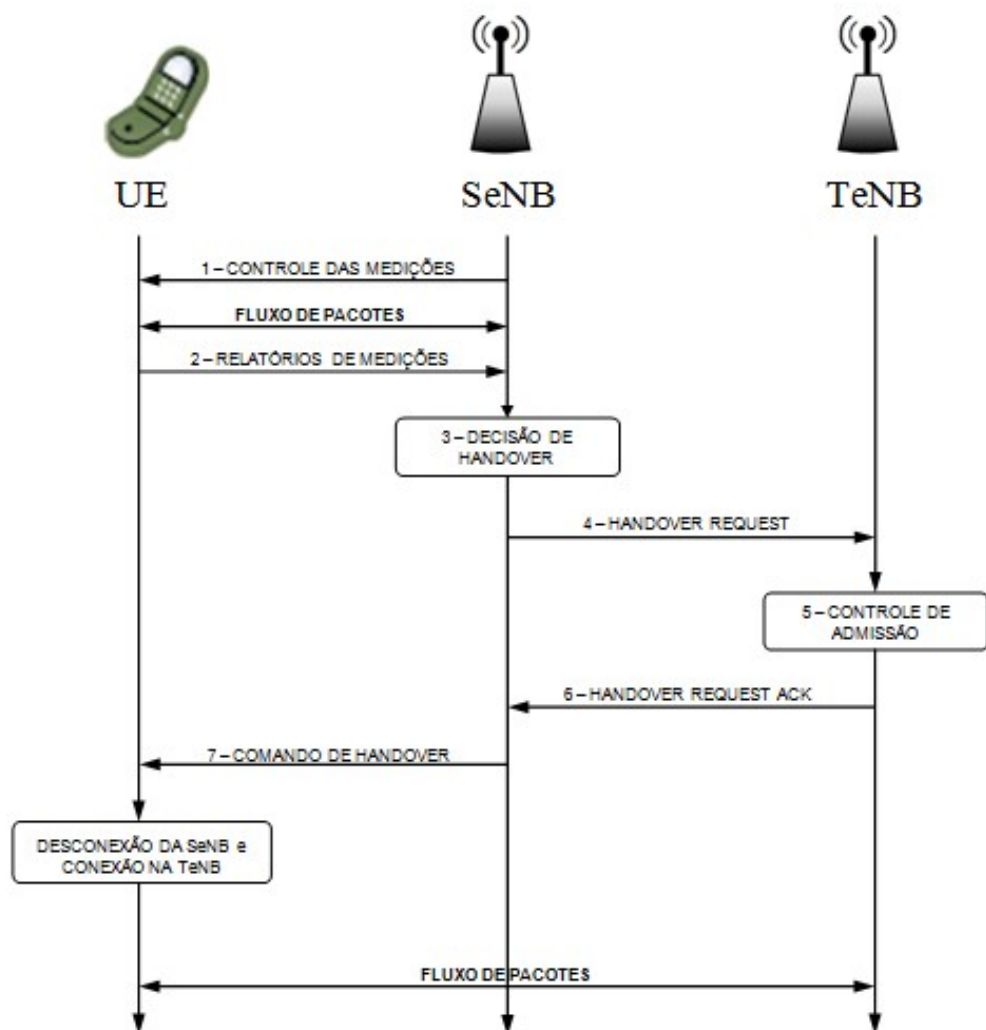 UE
SeNB
TeNB
1 – CONTROLE DAS MEDIÇÕES
FLUXO DE PACOTES
2 – RELATÓRIOS DE MEDIÇÕES
3 – DECISÃO DE
HANDOVER
4 – HANDOVER REQUEST
5 – CONTROLE DE
ADMISSÃO
6 – HANDOVER REQUEST ACK
7 – COMANDO DE HANDOVER
DESCONEXÃO DA SeNB e
CONEXÃO NA TeNB
FLUXO DE PACOTES